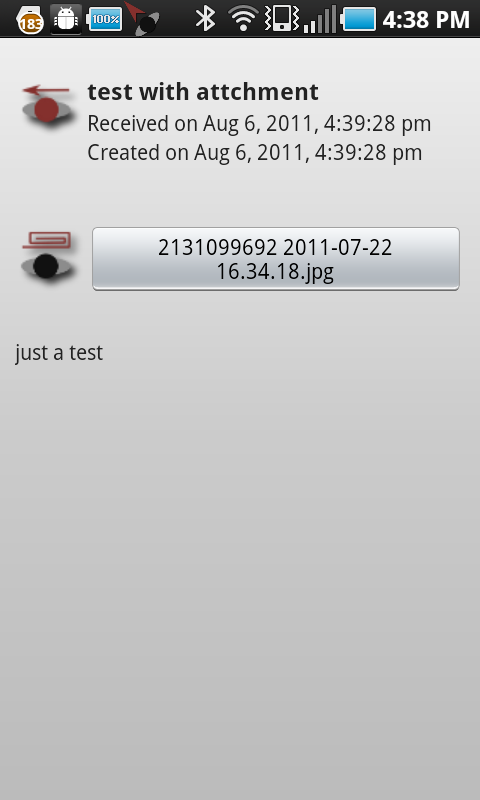 183 100% 4:38 PM
test with attchment
Received on Aug 6, 2011, 4:39:28 pm
Created on Aug 6, 2011, 4:39:28 pm
2131099692 2011-07-22
16.34.18.jpg
just a test